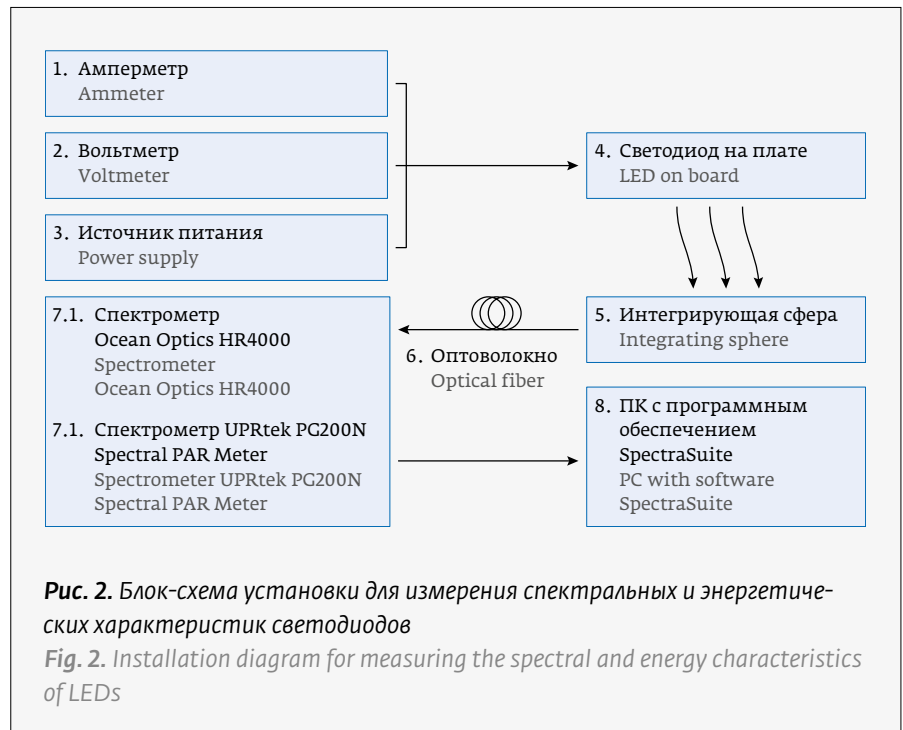 1. Амперметр
Ammeter
2. Вольтметр
Voltmeter
3. Источник питания
Power supply
4. Светодиод на плате
LED on board
7.1. Спектрометр
Ocean Optics HR4000
Spectrometer
Ocean Optics HR4000
7.1. Спектрометр UPRtek PG200N
Spectral PAR Meter
Spectrometer UPRtek PG200N
Spectral PAR Meter
6. Оптоволокно
Optical fiber
5. Интегрирующая сфера
Integrating sphere
8. ПК с программным
обеспечением
SpectraSuite
PC with software
SpectraSuite
Рис. 2. Блок-схема установки для измерения спектральных и энергетиче-
ских характеристик светодиодов
Fig. 2. Installation diagram for measuring the spectral and energy characteristics
of LEDs